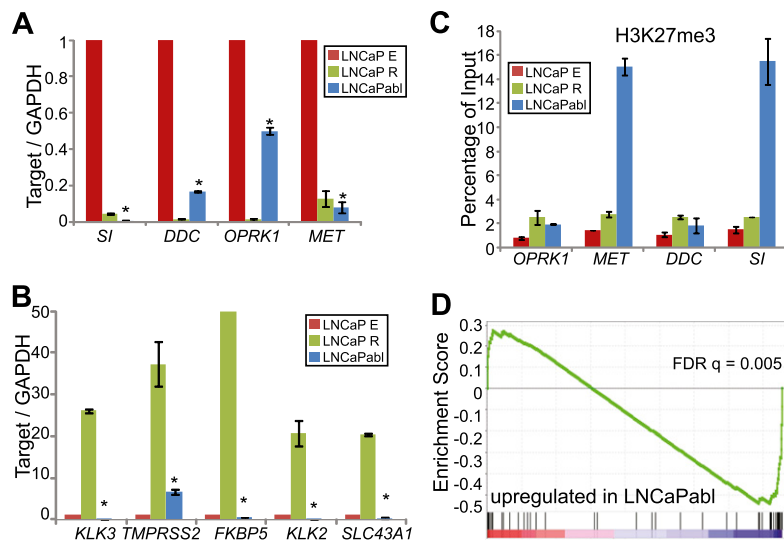 A
Target / GAPDH
1
0.8
0.6
0.4
0.2
0
LNCaP E
LNCaP R
LNCaPabl
*
*
*
*
SI DDC OPRK1 MET
B
Target / GAPDH
50
40
30
20
10
0
LNCaP E
LNCaP R
LNCaPabl
*
*
*
*
*
KLK3 TMPRSS2 FKBP5 KLK2 SLC43A1
C
H3K27me3
Percentage of Input
18
16
14
12
10
8
6
4
2
0
LNCaP E
LNCaP R
LNCaPabl
OPRK1 MET DDC SI
D
Enrichment Score
0.3
0.2
0.1
0
-0.1
-0.2
-0.3
-0.4
-0.5
FDR q = 0.005
upregulated in LNCaPabl